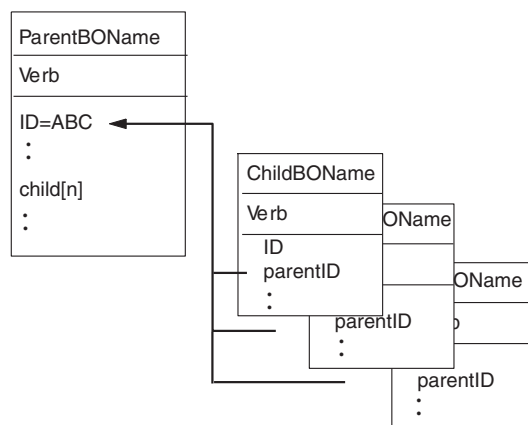 ParentBOName
Verb
ID=ABC
:
child[n]
:
ChildBOName
Verb
ID
parentID
:
OName
parentID
:
OName
parentID
: